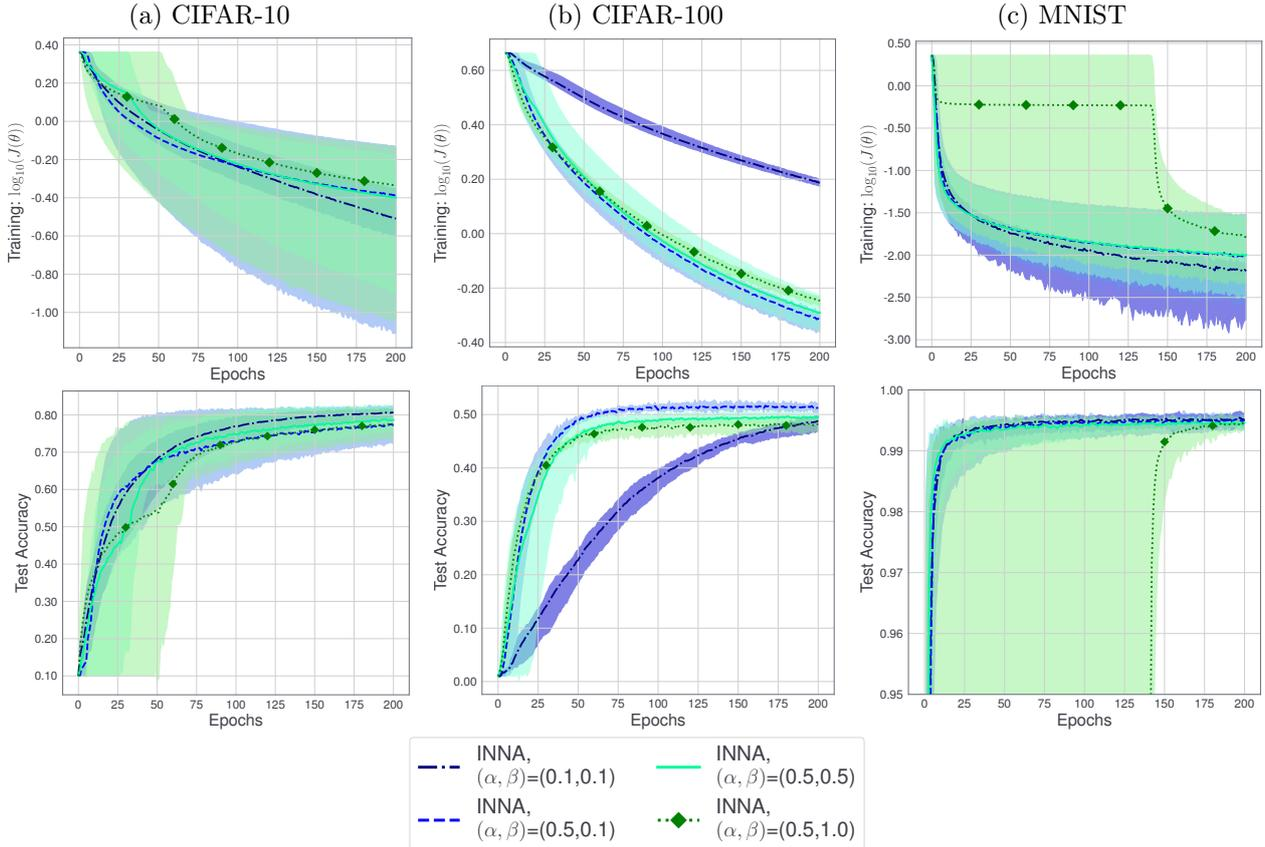 (a) CIFAR-10
(b) CIFAR-100
(c) MNIST
0.40
0.20
0.00
-0.20
-0.40
-0.60
-0.80
-1.00
Training: log₁₀(J(θ))
0 25 50 75 100 125 150 175 200
Epochs
0.60
0.40
0.20
0.00
-0.20
-0.40
Training: log₁₀(J(θ))
0 25 50 75 100 125 150 175 200
Epochs
0.50
0.00
-0.50
-1.00
-1.50
-2.00
-2.50
-3.00
Training: log₁₀(J(θ))
0 25 50 75 100 125 150 175 200
Epochs
0.80
0.70
0.60
0.50
0.40
0.30
0.20
0.10
Test Accuracy
0 25 50 75 100 125 150 175 200
Epochs
0.50
0.40
0.30
0.20
0.10
0.00
Test Accuracy
0 25 50 75 100 125 150 175 200
Epochs
1.00
0.99
0.98
0.97
0.96
0.95
Test Accuracy
0 25 50 75 100 125 150 175 200
Epochs
INNA,
(α, β)=(0.1,0.1)
INNA,
(α, β)=(0.5,0.1)
INNA,
(α, β)=(0.5,0.5)
INNA,
(α, β)=(0.5,1.0)